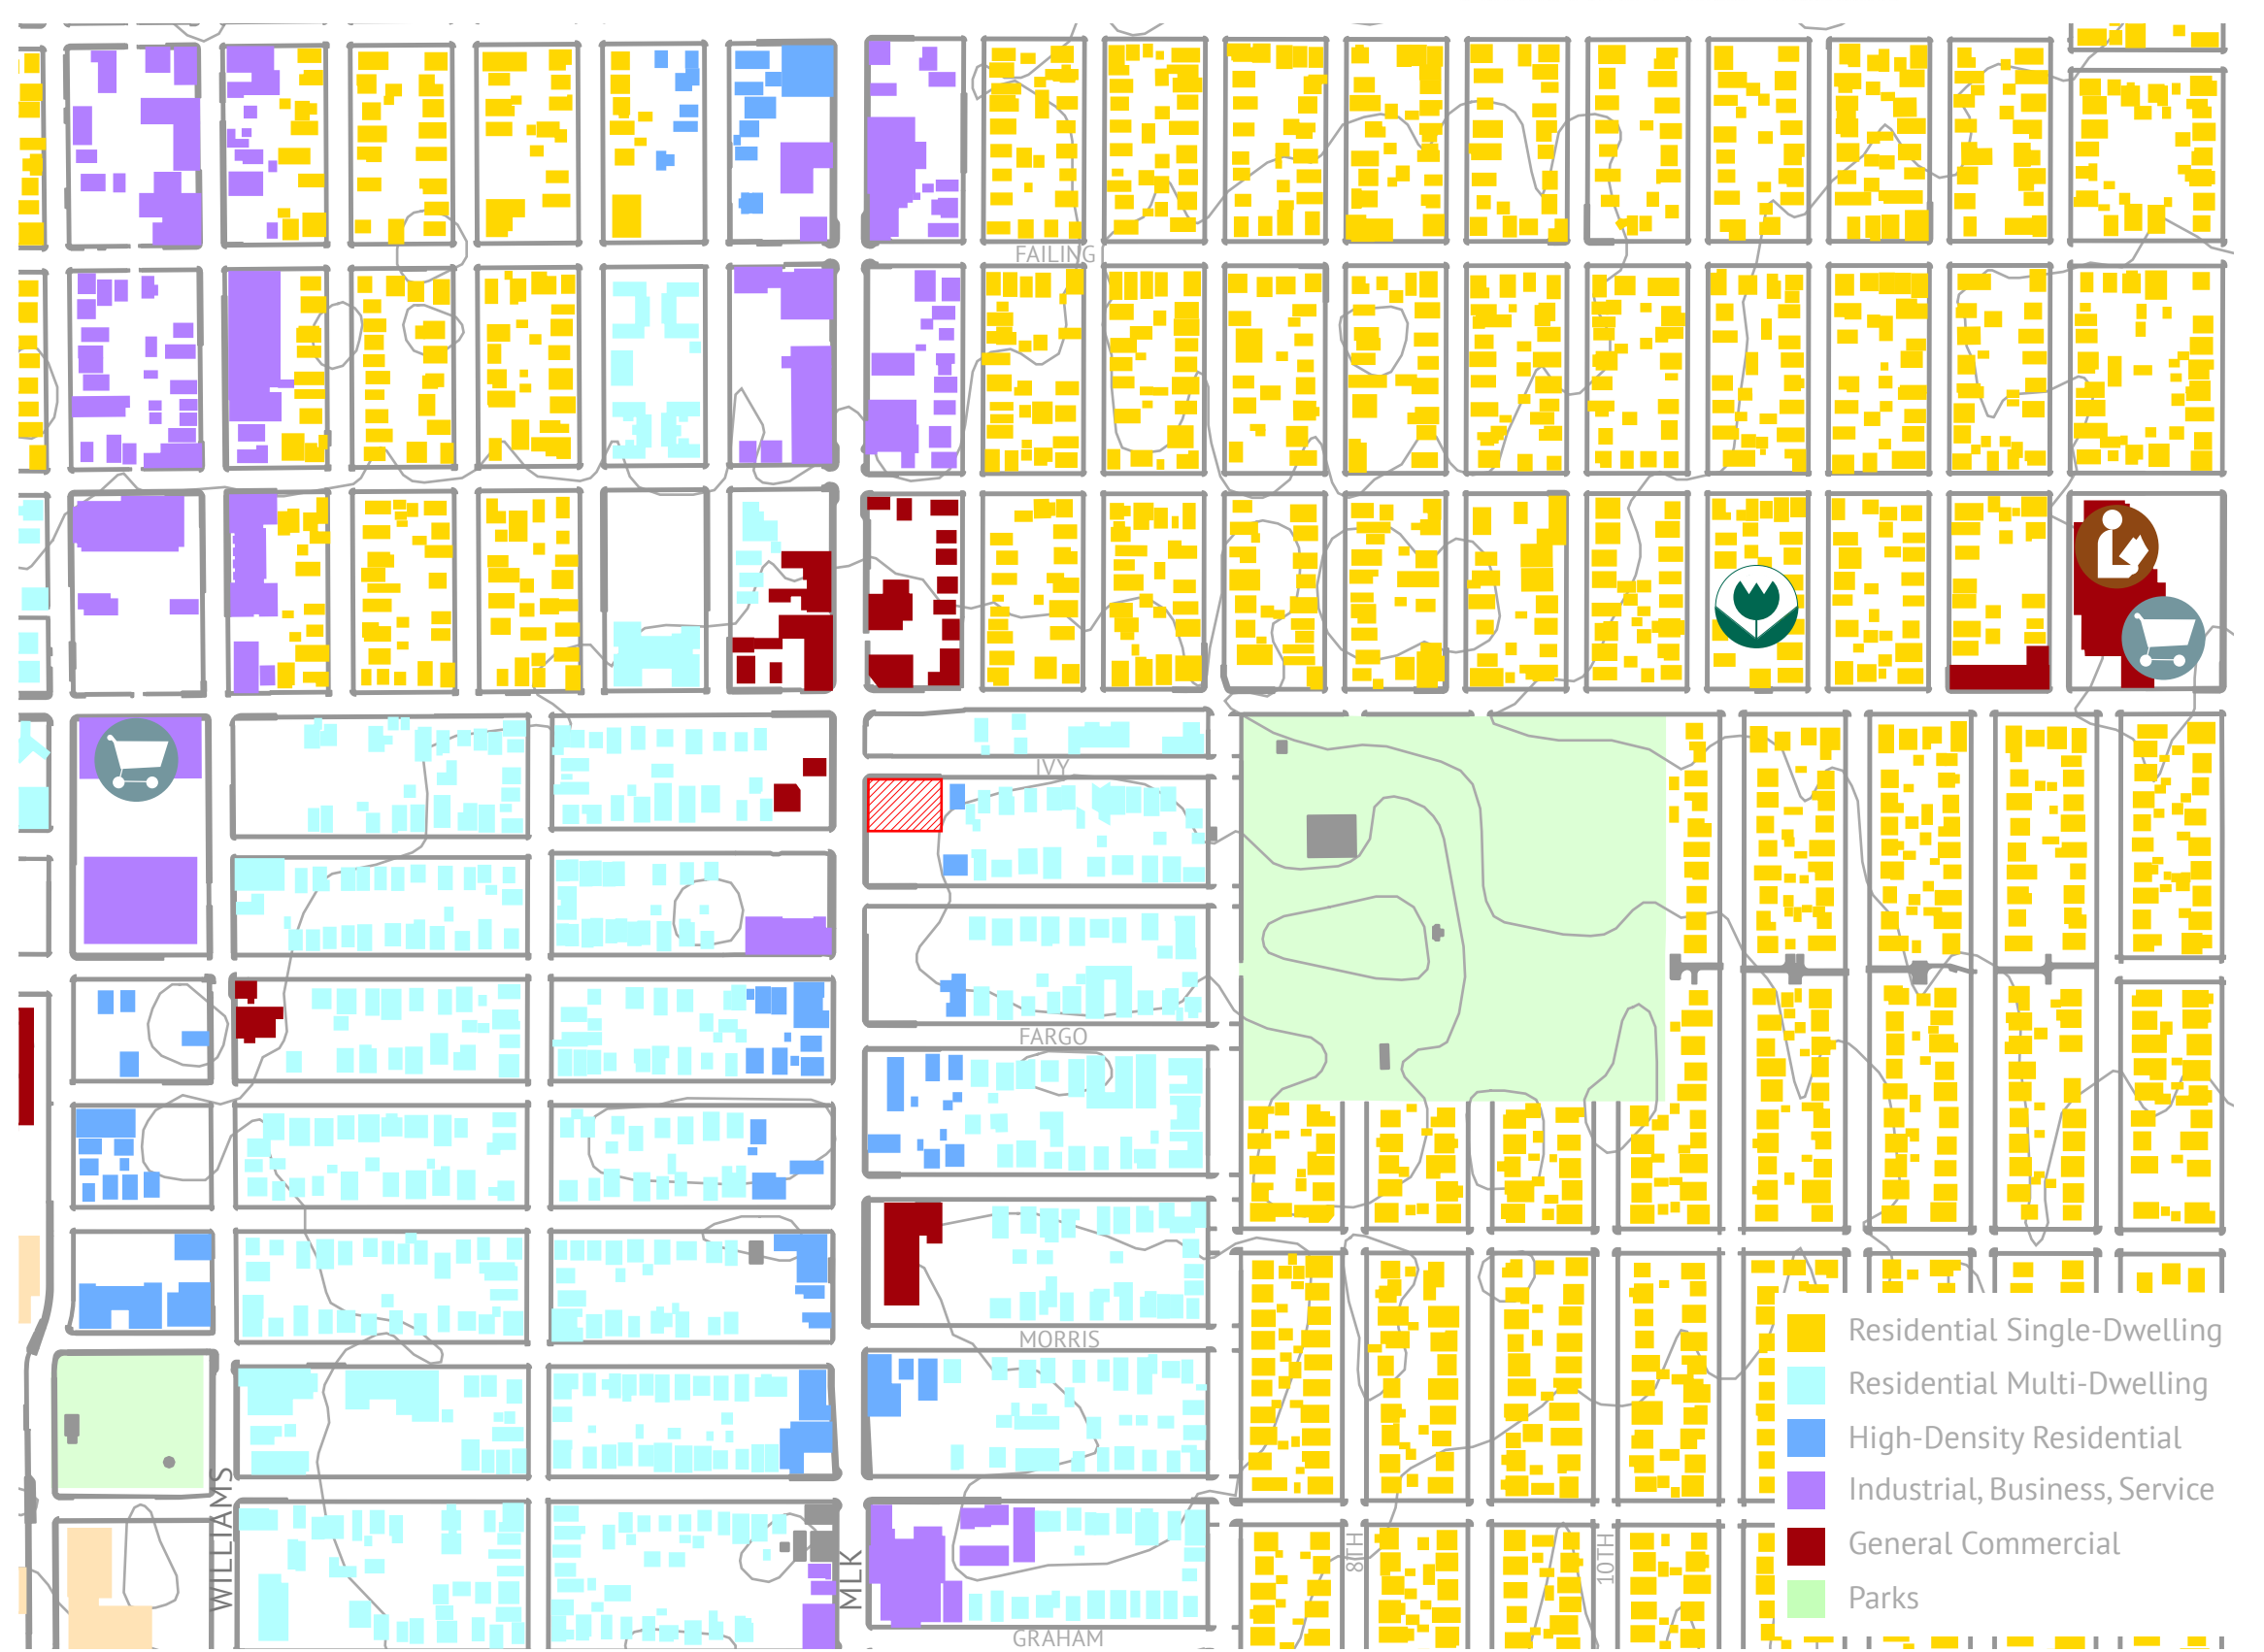 FAILING
IVY
FARGO
MORRIS
WILLIAMS
MLK
8TH
10TH
GRAHAM
Residential Single-Dwelling
Residential Multi-Dwelling
High-Density Residential
Industrial, Business, Service
General Commercial
Parks